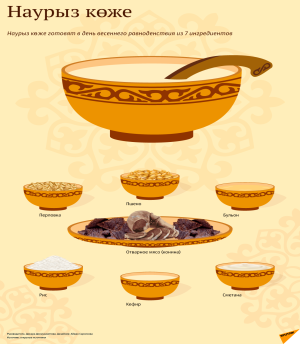 Наурыз көже
Наурыз көже готовят в день весеннего равноденствия из 7 ингредиентов
Перловка
Пшено
Бульон
Отварное мясо (конина)
Рис
Кефир
Сметана